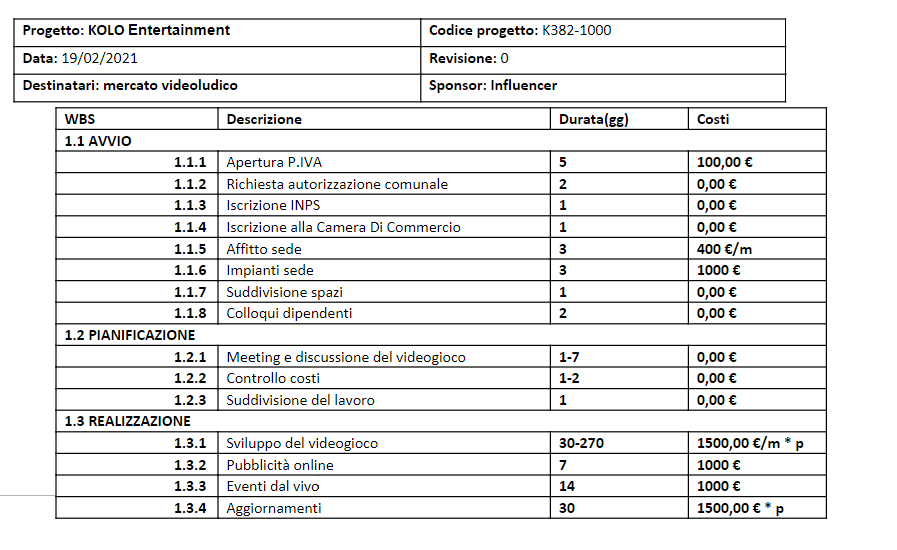 Progetto: KOLO Entertainment Codice progetto: K382-1000
Data: 19/02/2021 Revisione: 0
Destinatari: mercato videoludico Sponsor: Influencer
WBS Descrizione Durata(gg) Costi
1.1 AVVIO
1.1.1 Apertura P.IVA 5 100,00 €
1.1.2 Richiesta autorizzazione comunale 2 0,00 €
1.1.3 Iscrizione INPS 1 0,00 €
1.1.4 Iscrizione alla Camera Di Commercio 1 0,00 €
1.1.5 Affitto sede 3 400 €/m
1.1.6 Impianti sede 3 1000 €
1.1.7 Suddivisione spazi 1 0,00 €
1.1.8 Colloqui dipendenti 2 0,00 €
1.2 PIANIFICAZIONE
1.2.1 Meeting e discussione del videogioco 1-7 0,00 €
1.2.2 Controllo costi 1-2 0,00 €
1.2.3 Suddivisione del lavoro 1 0,00 €
1.3 REALIZZAZIONE
1.3.1 Sviluppo del videogioco 30-270 1500,00 €/m * p
1.3.2 Pubblicità online 7 1000 €
1.3.3 Eventi dal vivo 14 1000 €
1.3.4 Aggiornamenti 30 1500,00 € * p